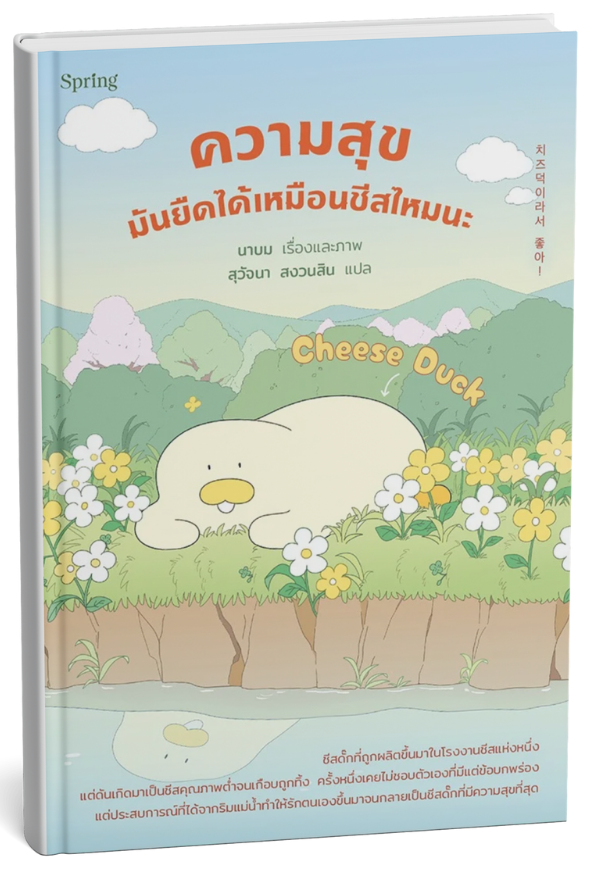 Spring
ความสุข
มันยืดได้เหมือนชีสไหมนะ
นาบม เรื่องและภาพ
สุวัจนา สงวนสิน แปล
치즈덕이라서 좋아!
Cheese Duck
ชีสดั๊กที่ถูกผลิตขึ้นมาในโรงงานชีสแห่งหนึ่ง
แต่ดันเกิดมาเป็นชีสคุณภาพต่ำจนเกือบถูกทิ้ง ครั้งหนึ่งเคยไม่ชอบตัวเองที่มีแต่ข้อบกพร่อง
แต่ประสบการณ์ที่ได้จากริมแม่น้ำทำให้รักตนเองขึ้นมาจนกลายเป็นชีสดั๊กที่มีความสุขที่สุด